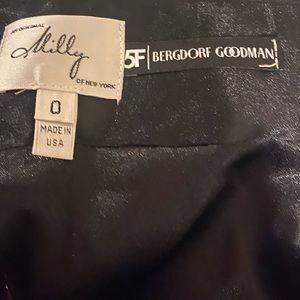 AN ORIGINAL
Milly
OF NEW YORK
5F BERGDORF GOODMAN
0
MADE IN
USA